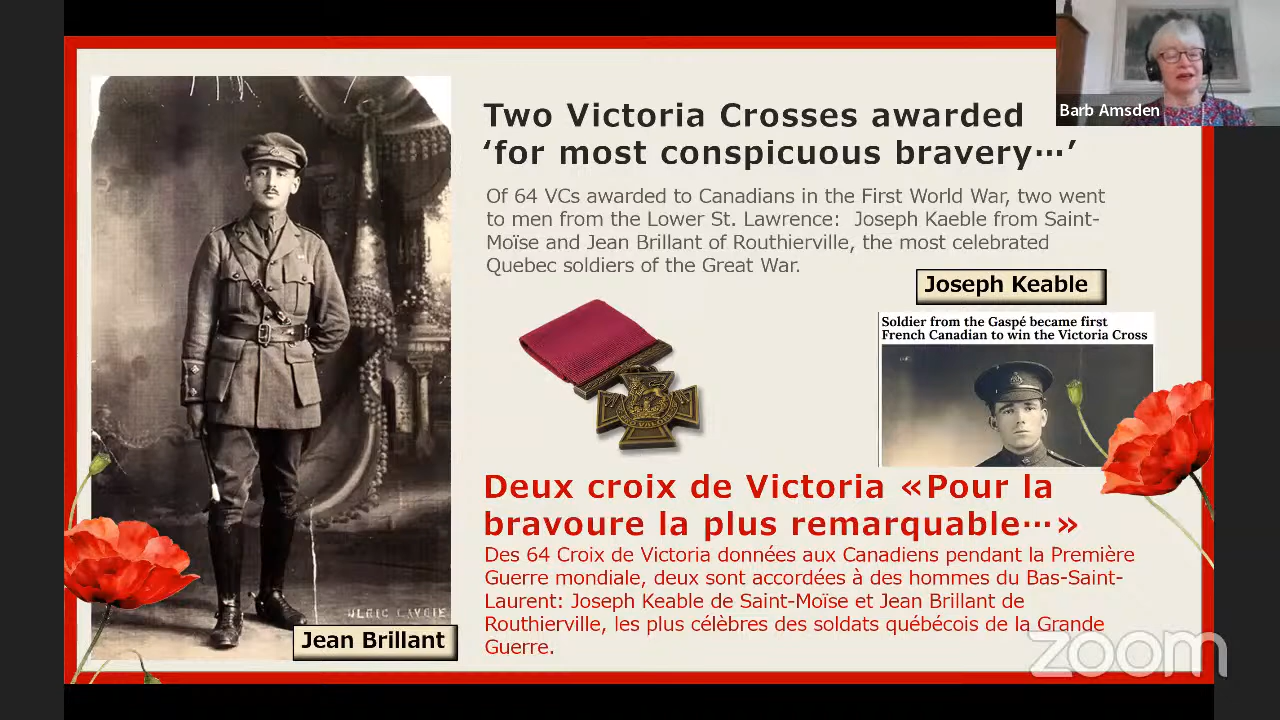 Barb Amsden
Two Victoria Crosses awarded
‘for most conspicuous bravery…’
Of 64 VCs awarded to Canadians in the First World War, two went
to men from the Lower St. Lawrence:  Joseph Kaeble from Saint-
Moïse and Jean Brillant of Routhierville, the most celebrated
Quebec soldiers of the Great War.
Joseph Keable
Soldier from the Gaspé became first
French Canadian to win the Victoria Cross
Deux croix de Victoria «Pour la
bravoure la plus remarquable…»
Des 64 Croix de Victoria données aux Canadiens pendant la Première
Guerre mondiale, deux sont accordées à des hommes du Bas-Saint-
Laurent: Joseph Keable de Saint-Moïse et Jean Brillant de
Routhierville, les plus célèbres des soldats québécois de la Grande
Guerre.
ULRIC LAVOIE
Jean Brillant
zoom